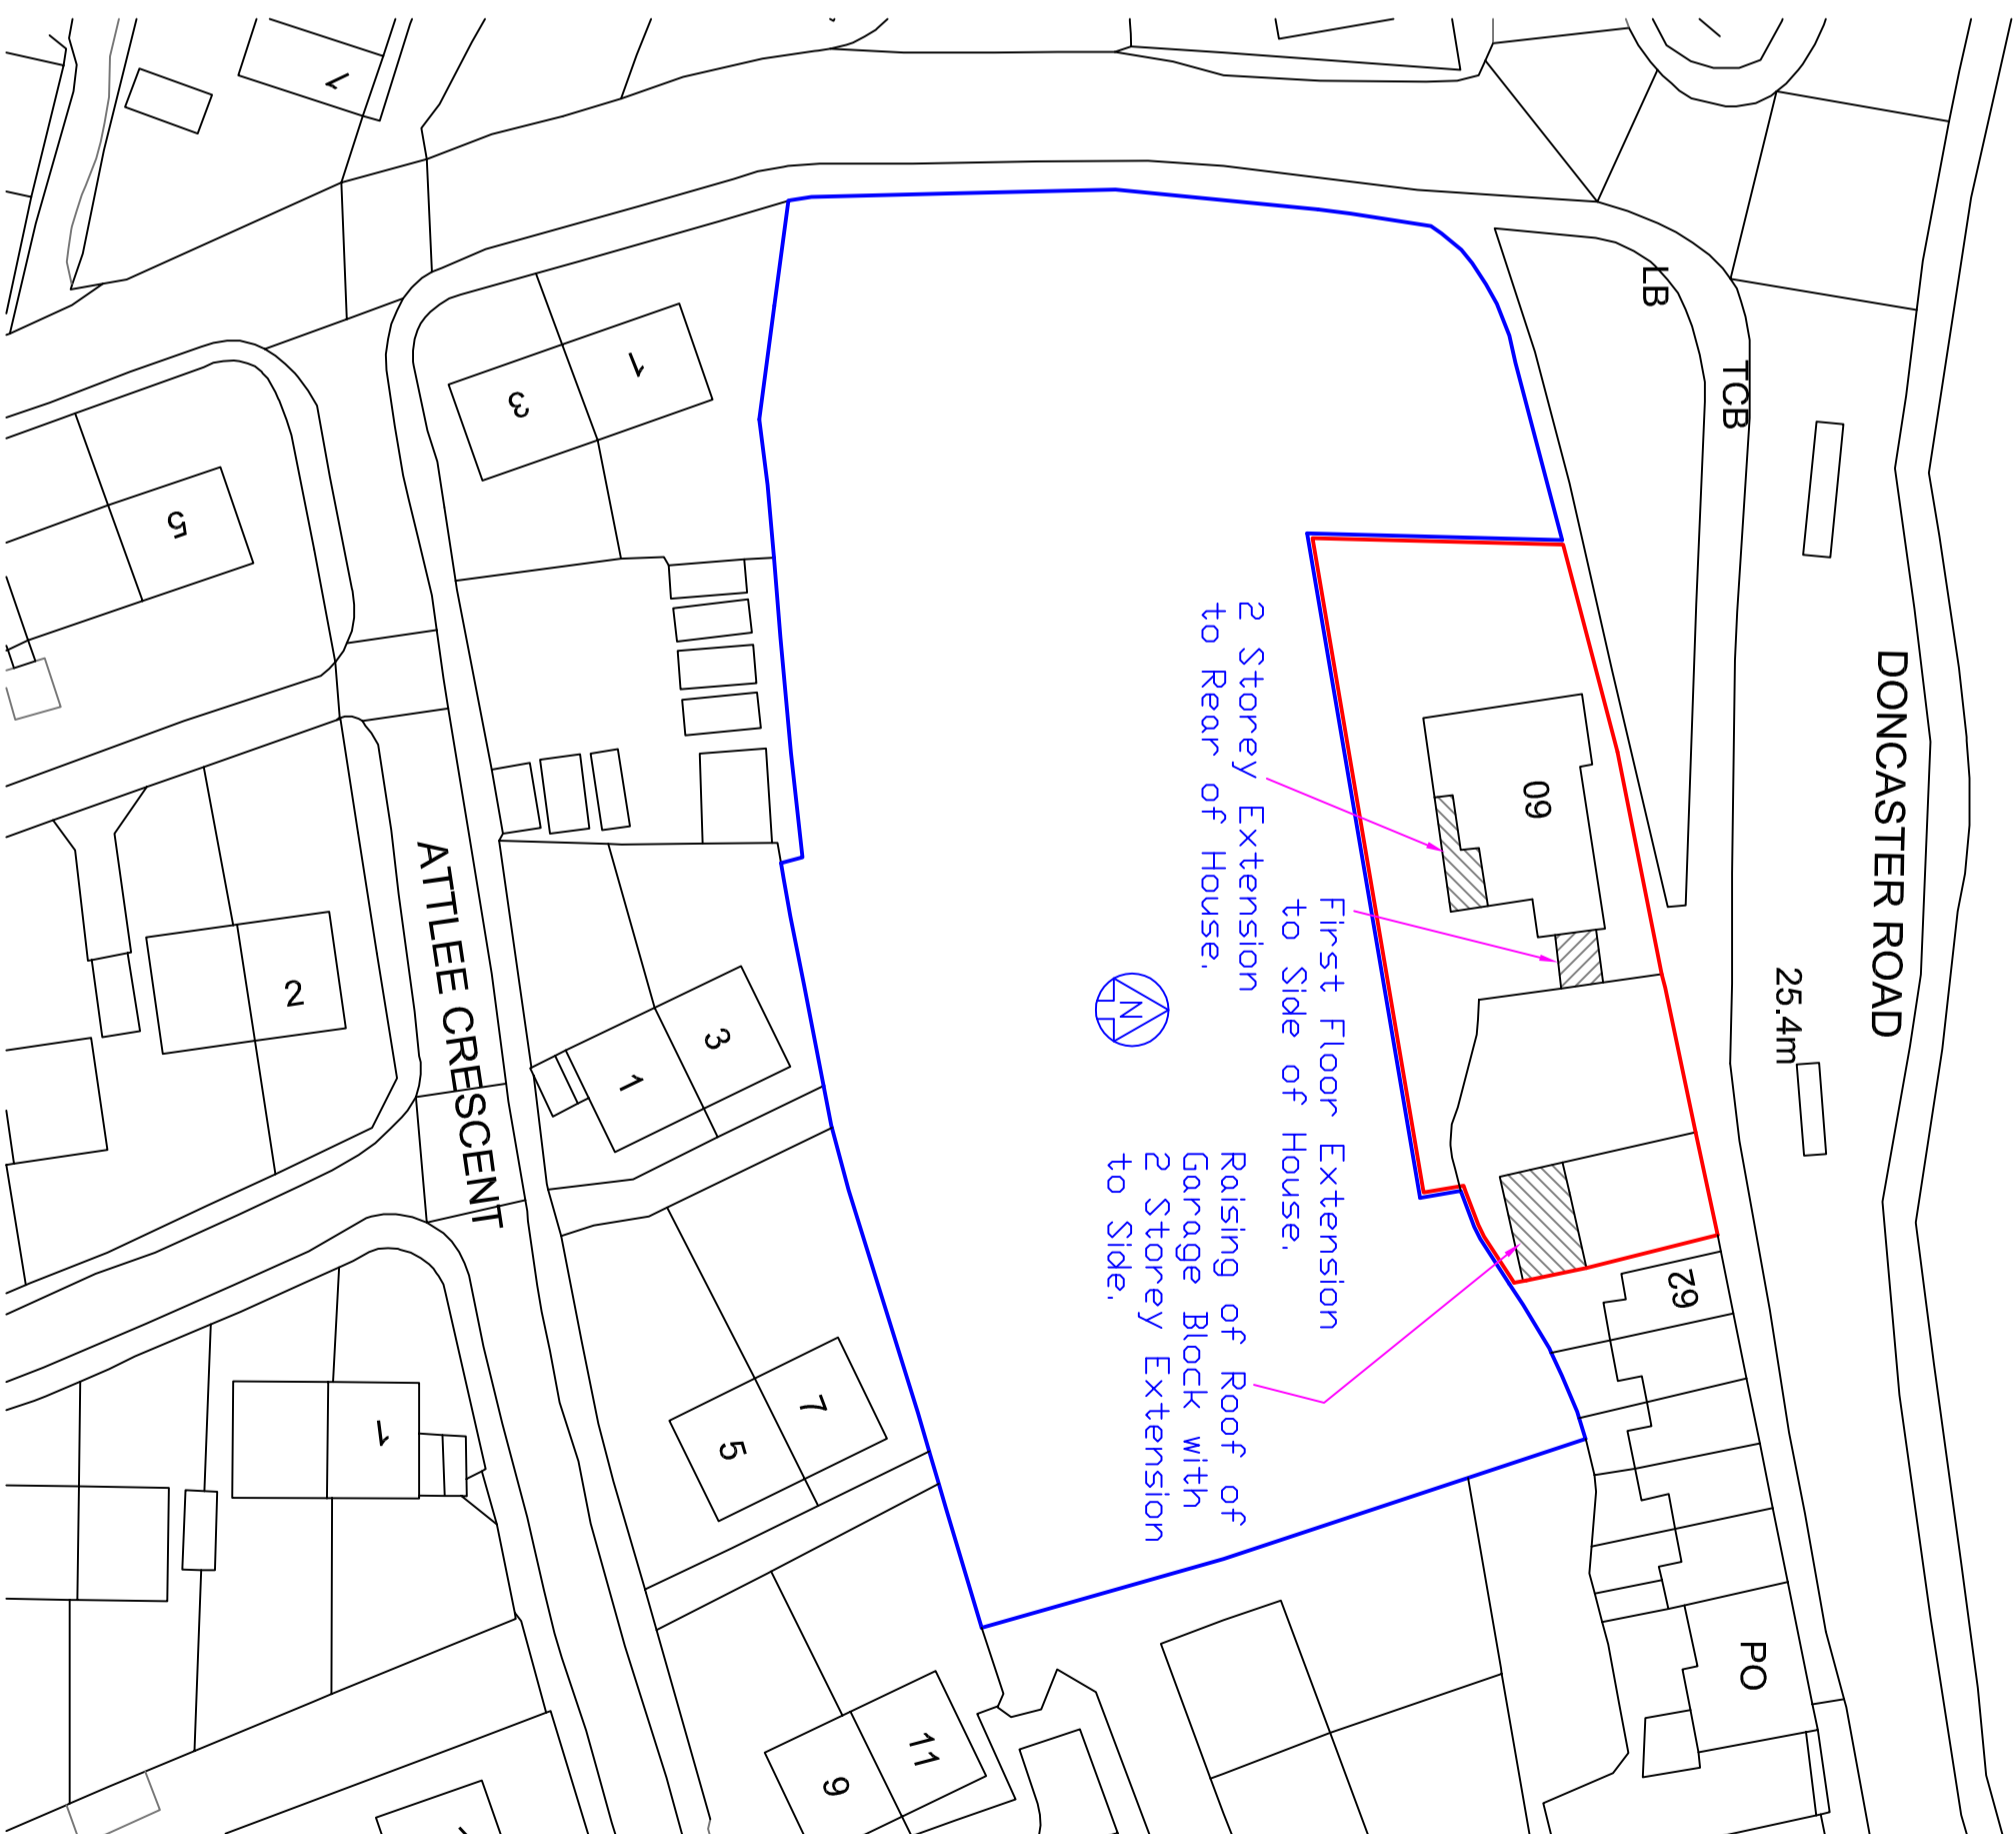 DONCASTER ROAD
25.4m
TCB
LB
PO
60
62
2 Storey Extension
to Rear of House.
First Floor Extension
to Side of House.
Raising of Roof of
Garage Block with
2 Storey Extension
to Side.
N
1
3
3
1
7
5
11
9
ATTLEE CRESCENT
1
5
2
1